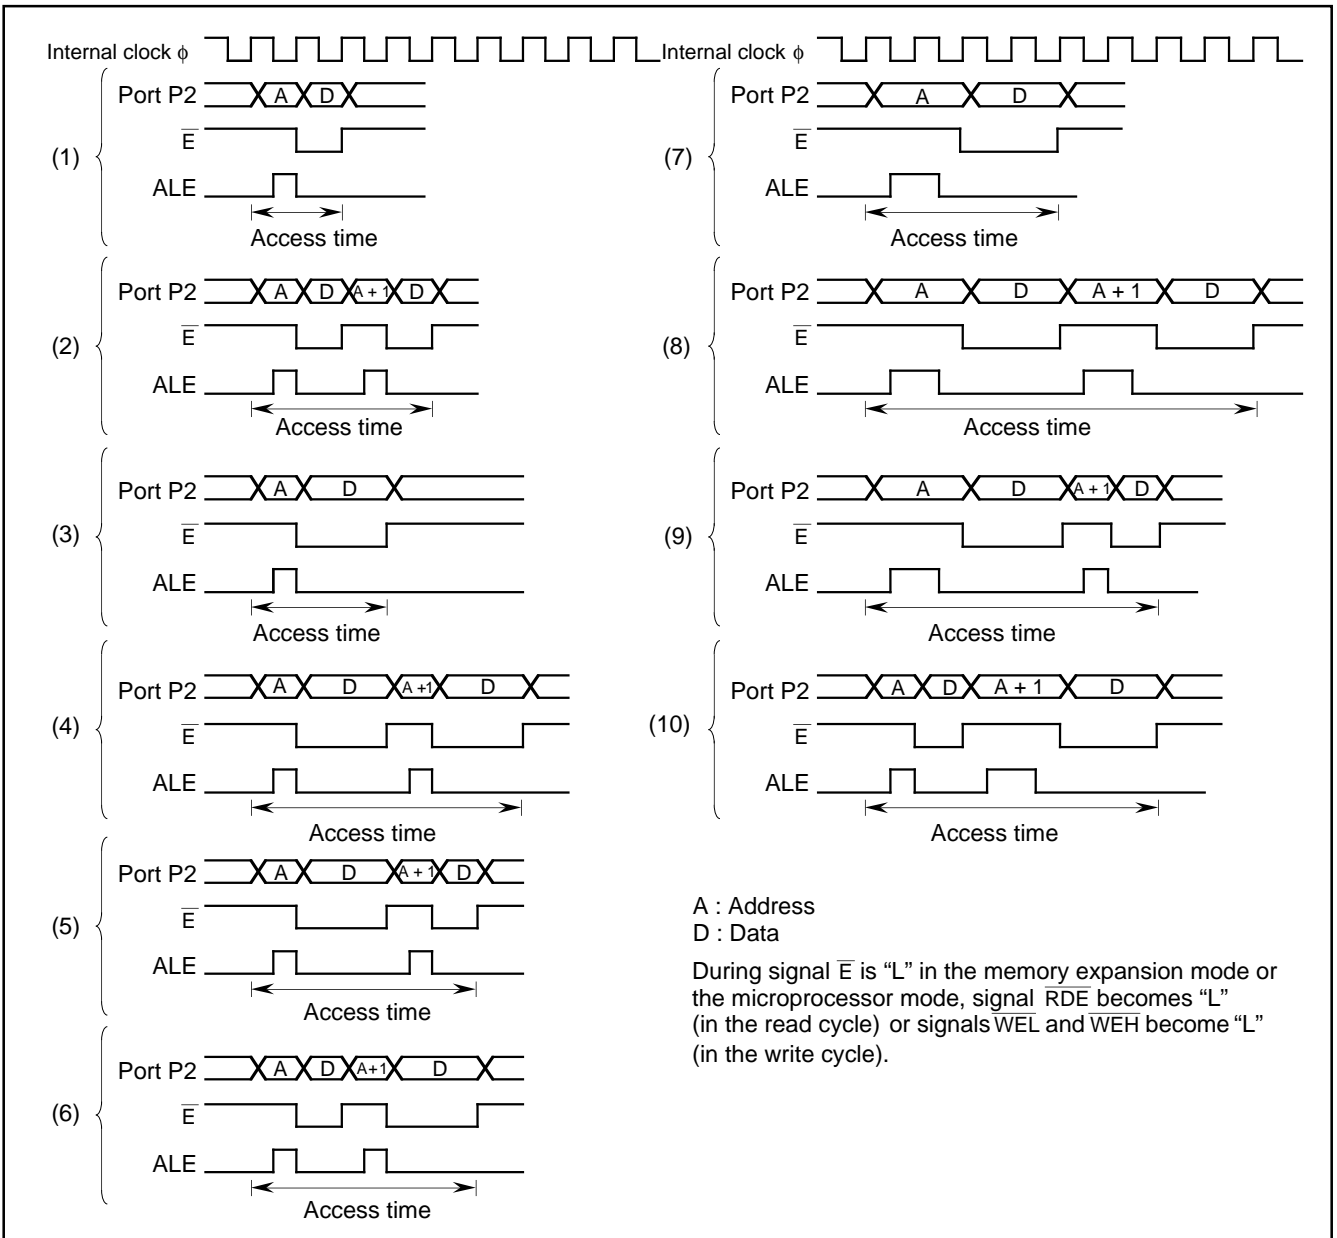 Internal clock ϕ
(1)
Port P2 A D
E
ALE
Access time
(2)
Port P2 A D A + 1 D
E
ALE
Access time
(3)
Port P2 A D
E
ALE
Access time
(4)
Port P2 A D A +1 D
E
ALE
Access time
(5)
Port P2 A D A + 1 D
E
ALE
Access time
(6)
Port P2 A D A+1 D
E
ALE
Access time
Internal clock ϕ
(7)
Port P2 A D
E
ALE
Access time
(8)
Port P2 A D A + 1 D
E
ALE
Access time
(9)
Port P2 A D A + 1 D
E
ALE
Access time
(10)
Port P2 A D A + 1 D
E
ALE
Access time
A : Address
D : Data
During signal E is “L” in the memory expansion mode or
the microprocessor mode, signal RDE becomes “L”
(in the read cycle) or signals WEL and WEH become “L”
(in the write cycle).